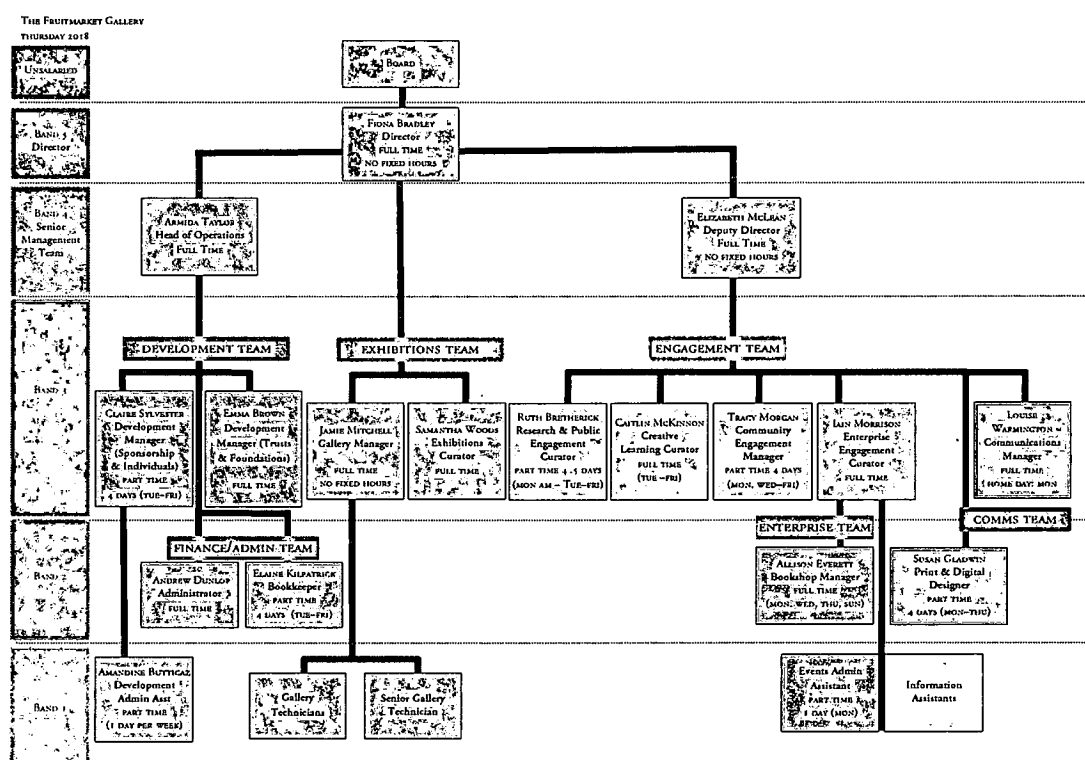 THE FRUITMARKET GALLERY
THURSDAY 2018
UNSALARIED
BOARD
BAND 5
Director
FIONA BRADLEY
Director
FULL TIME
NO FIXED HOURS
BAND 4
Senior
Management
Team
ARMIDA TAYLOR
Head of Operations
FULL TIME
ELIZABETH MCLEAN
Deputy Director
FULL TIME
NO FIXED HOURS
BAND 3
DEVELOPMENT TEAM
EXHIBITIONS TEAM
ENGAGEMENT TEAM
CLAIRE SYLVESTER
Development
Manager
(Sponsorship
& Individuals)
PART TIME
4 DAYS (TUE–FRI)
EMMA BROWN
Development
Manager (Trusts
& Foundations)
FULL TIME
JAMIE MITCHELL
Gallery Manager
FULL TIME
NO FIXED HOURS
SAMANTHA WOODS
Exhibitions
Curator
FULL TIME
RUTH BRETHERICK
Research & Public
Engagement
Curator
PART TIME 4.5 DAYS
(MON AM – TUE–FRI)
CAITLIN MCKINNON
Creative
Learning Curator
FULL TIME
(TUE –FRI)
TRACY MORGAN
Community
Engagement
Manager
PART TIME 4 DAYS
(MON, WED–FRI)
IAIN MORRISON
Enterprise
Engagement
Curator
FULL TIME
LOUISE
WARMINGTON
Communications
Manager
FULL TIME
HOME DAY: MON
BAND 2
FINANCE/ADMIN TEAM
ANDREW DUNLOP
Administrator
FULL TIME
ELAINE KILPATRICK
Bookkeeper
PART TIME
4 DAYS (TUE–FRI)
ENTERPRISE TEAM
ALLISON EVERETT
Bookshop Manager
FULL TIME
(MON, WED, THU, SUN)
COMMS TEAM
SUSAN GLADWIN
Print & Digital
Designer
PART TIME
4 DAYS (MON–THU)
BAND 1
AMANDINE BUTTICAZ
Development
Admin Asst
PART TIME
(1 DAY PER WEEK)
Gallery
Technicians
Senior Gallery
Technician
Events Admin
Assistant
PART TIME
1 DAY (MON)
Information
Assistants